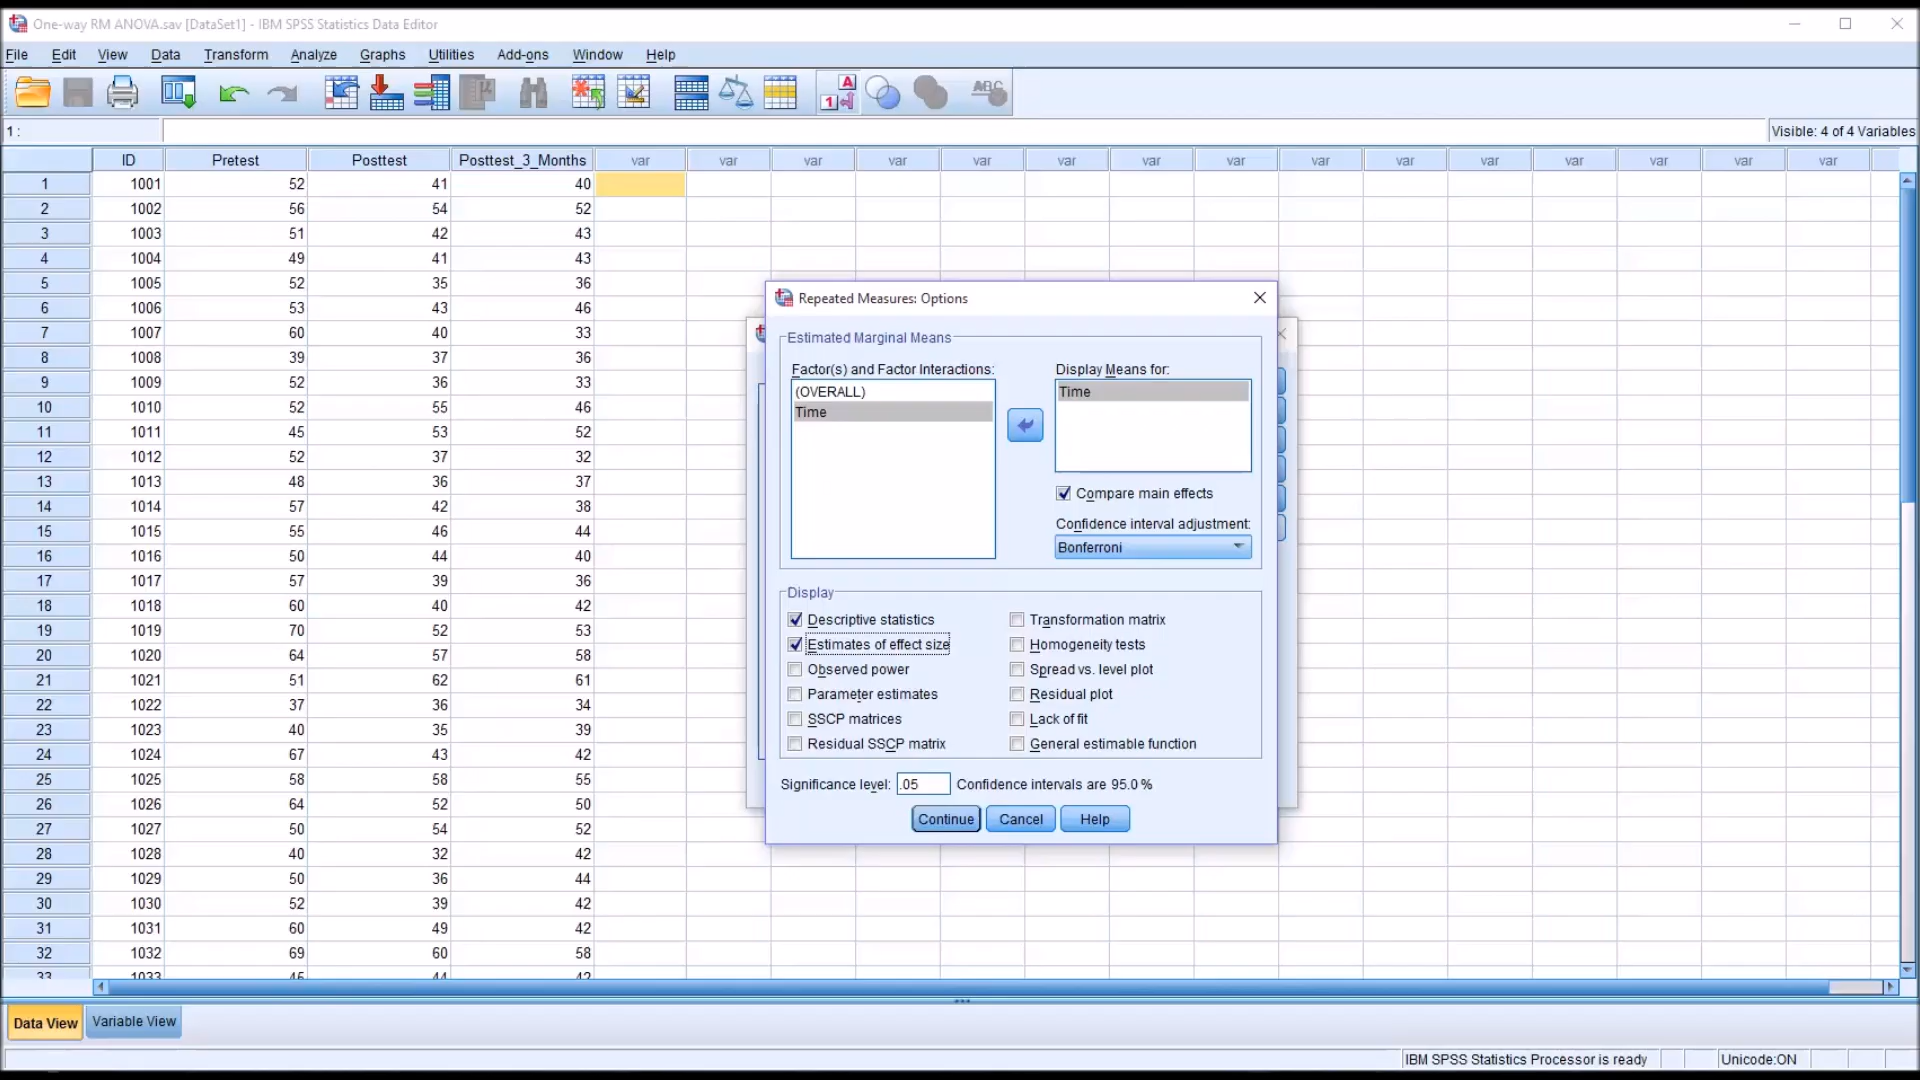 One-way RM ANOVA.sav [DataSet1] - IBM SPSS Statistics Data Editor
File Edit View Data Transform Analyze Graphs Utilities Add-ons Window Help
1 :
Visible: 4 of 4 Variables
ID Pretest Posttest Posttest_3_Months var var var var var var var var var var var var var var var
1 1001 52 41 40
2 1002 56 54 52
3 1003 51 42 43
4 1004 49 41 43
5 1005 52 35 36
6 1006 53 43 46
7 1007 60 40 33
8 1008 39 37 36
9 1009 52 36 33
10 1010 52 55 46
11 1011 45 53 52
12 1012 52 37 32
13 1013 48 36 37
14 1014 57 42 38
15 1015 55 46 44
16 1016 50 44 40
17 1017 57 39 36
18 1018 60 40 42
19 1019 70 52 53
20 1020 64 57 58
21 1021 51 62 61
22 1022 37 36 34
23 1023 40 35 39
24 1024 67 43 42
25 1025 58 58 55
26 1026 64 52 50
27 1027 50 54 52
28 1028 40 32 42
29 1029 50 36 44
30 1030 52 39 42
31 1031 60 49 42
32 1032 69 60 58
33 1033 46 44 42
Repeated Measures: Options
Estimated Marginal Means
Factor(s) and Factor Interactions:
(OVERALL)
Time
Display Means for:
Time
Compare main effects
Confidence interval adjustment:
Bonferroni
Display
Descriptive statistics
Estimates of effect size
Observed power
Parameter estimates
SSCP matrices
Residual SSCP matrix
Transformation matrix
Homogeneity tests
Spread vs. level plot
Residual plot
Lack of fit
General estimable function
Significance level: .05 Confidence intervals are 95.0 %
Continue Cancel Help
Data View Variable View
IBM SPSS Statistics Processor is ready Unicode:ON